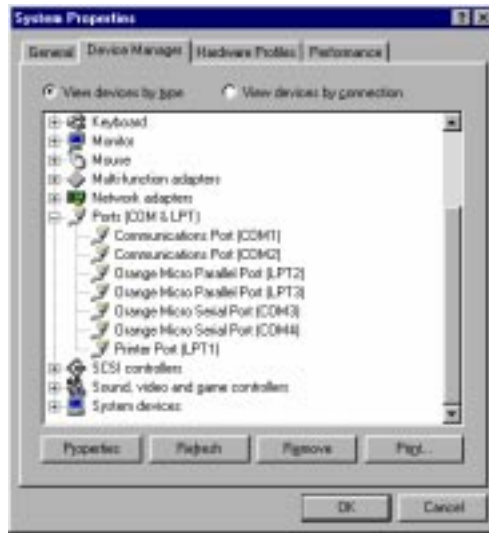 System Properties
General Device Manager Hardware Profiles Performance
View devices by type View devices by connection
Keyboard
Monitor
Mouse
Multi-function adapters
Network adapters
Ports (COM & LPT)
Communications Port (COM1)
Communications Port (COM2)
Orange Micro Parallel Port (LPT2)
Orange Micro Parallel Port (LPT3)
Orange Micro Serial Port (COM3)
Orange Micro Serial Port (COM4)
Printer Port (LPT1)
SCSI controllers
Sound, video and game controllers
System devices
Properties Refresh Remove Print...
OK Cancel